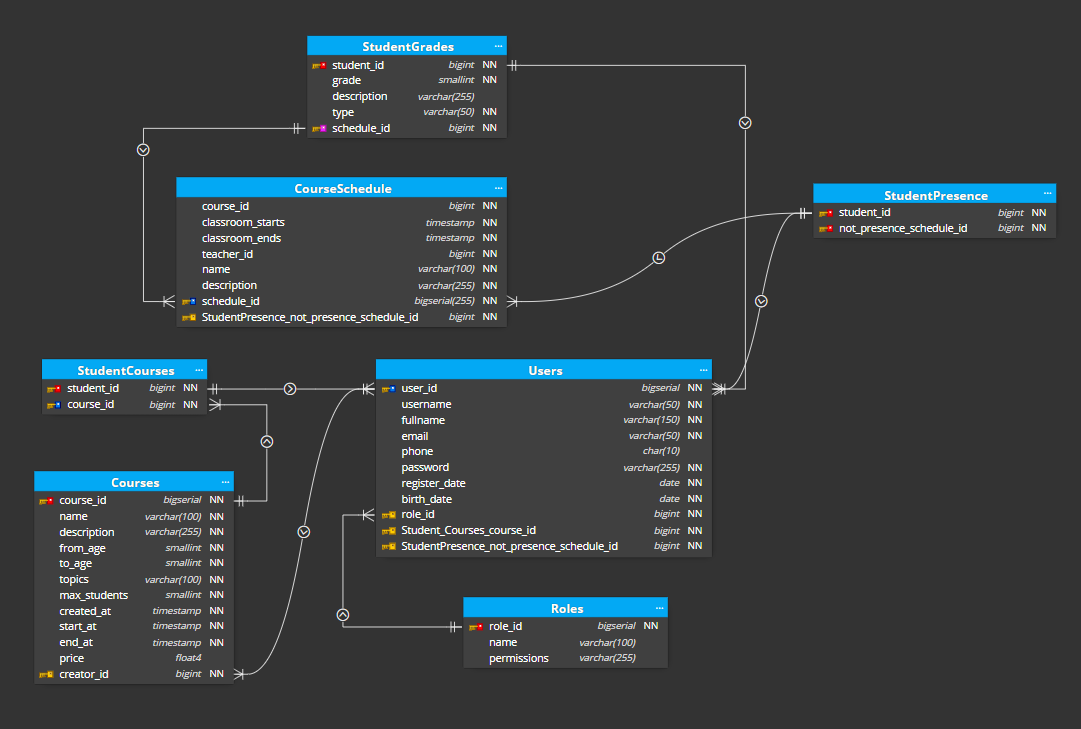 StudentGrades ...
student_id bigint NN
grade smallint NN
description varchar(255)
type varchar(50) NN
schedule_id bigint NN
CourseSchedule ...
course_id bigint NN
classroom_starts timestamp NN
classroom_ends timestamp NN
teacher_id bigint NN
name varchar(100) NN
description varchar(255) NN
schedule_id bigserial(255) NN
StudentPresence_not_presence_schedule_id bigint NN
StudentPresence ...
student_id bigint NN
not_presence_schedule_id bigint NN
StudentCourses ...
student_id bigint NN
course_id bigint NN
Users ...
user_id bigserial NN
username varchar(50) NN
fullname varchar(150) NN
email varchar(50) NN
phone char(10)
password varchar(255) NN
register_date date NN
birth_date date NN
role_id bigint NN
Student_Courses_course_id bigint NN
StudentPresence_not_presence_schedule_id bigint NN
Courses ...
course_id bigserial NN
name varchar(100) NN
description varchar(255) NN
from_age smallint NN
to_age smallint NN
topics varchar(100) NN
max_students smallint NN
created_at timestamp NN
start_at timestamp NN
end_at timestamp NN
price float4
creator_id bigint NN
Roles ...
role_id bigserial NN
name varchar(100)
permissions varchar(255)